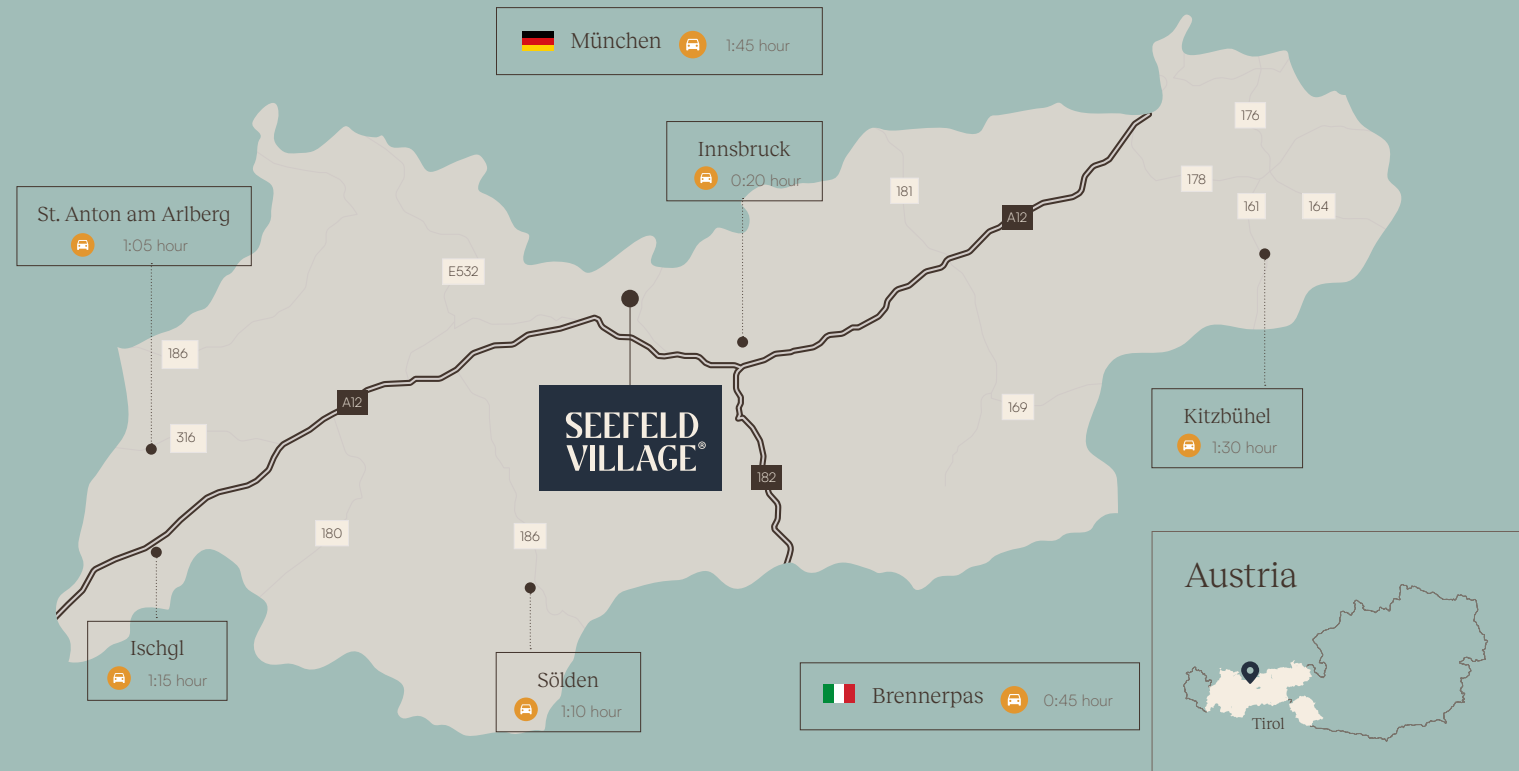 München 1:45 hour
Innsbruck
0:20 hour
St. Anton am Arlberg
1:05 hour
176
178
181
161
164
A12
E532
186
A12
316
169
SEEFELD
VILLAGE®
Kitzbühel
1:30 hour
182
180
186
Ischgl
1:15 hour
Sölden
1:10 hour
Brennerpas 0:45 hour
Austria
Tirol